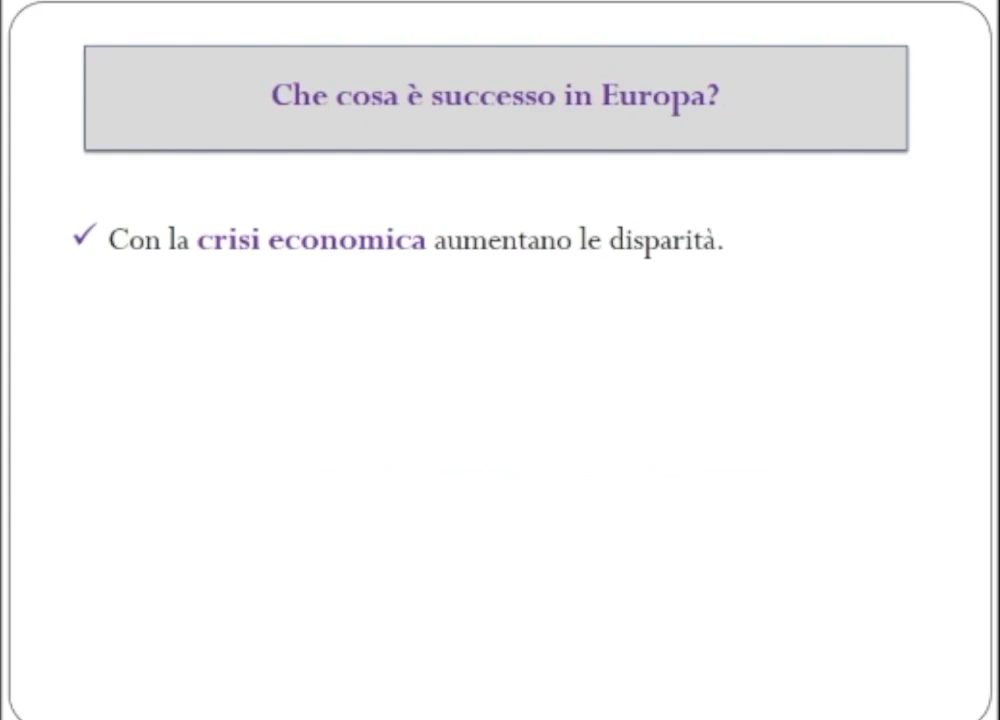 Che cosa è successo in Europa?
✓ Con la crisi economica aumentano le disparità.